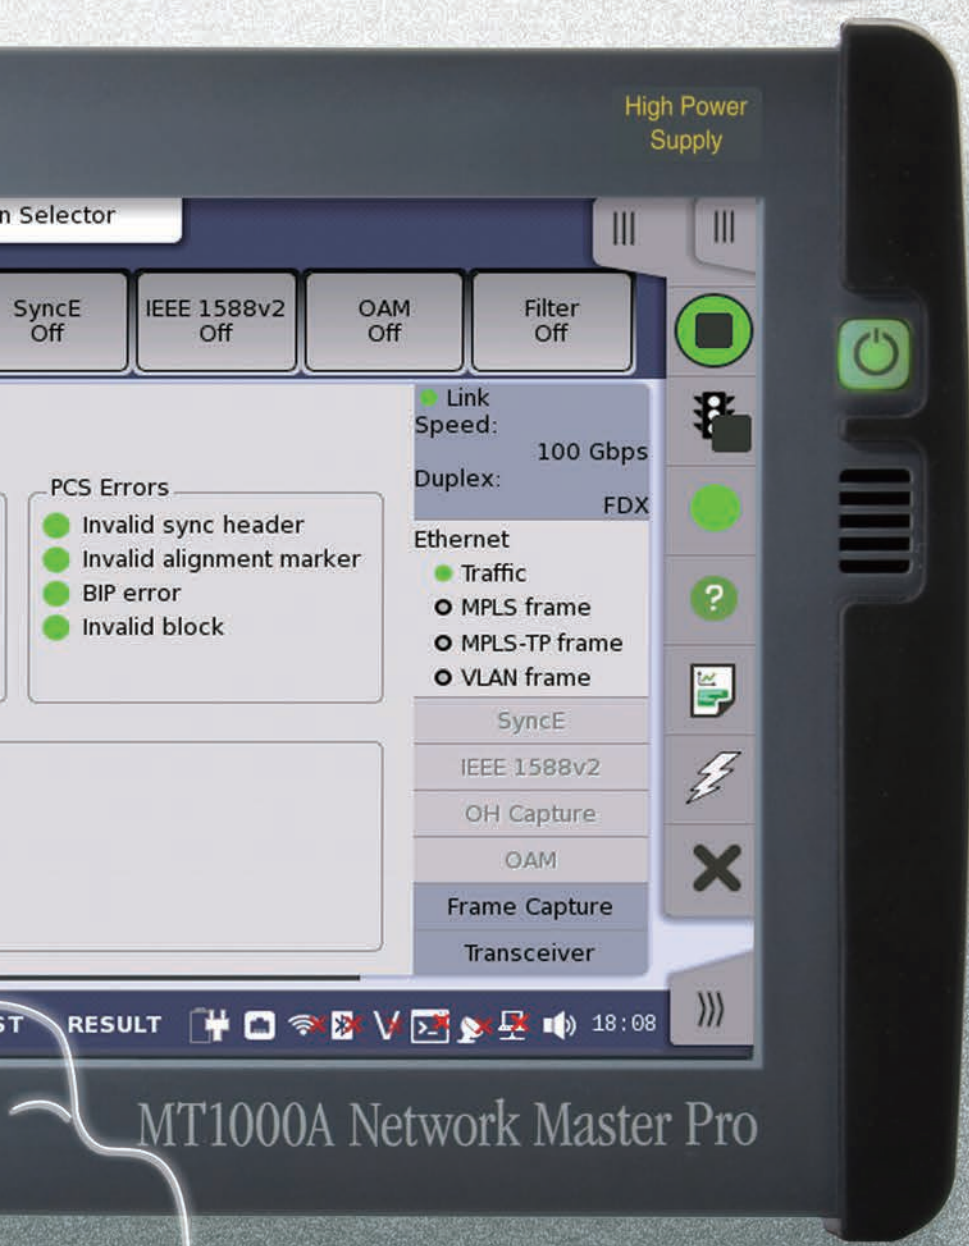 High Power
Supply
n Selector
SyncE
Off
IEEE 1588v2
Off
OAM
Off
Filter
Off
Link
Speed:
100 Gbps
Duplex:
FDX
PCS Errors
Invalid sync header
Invalid alignment marker
BIP error
Invalid block
Ethernet
Traffic
MPLS frame
MPLS-TP frame
VLAN frame
SyncE
IEEE 1588v2
OH Capture
OAM
Frame Capture
Transceiver
ST RESULT 18:08
MT1000A Network Master Pro